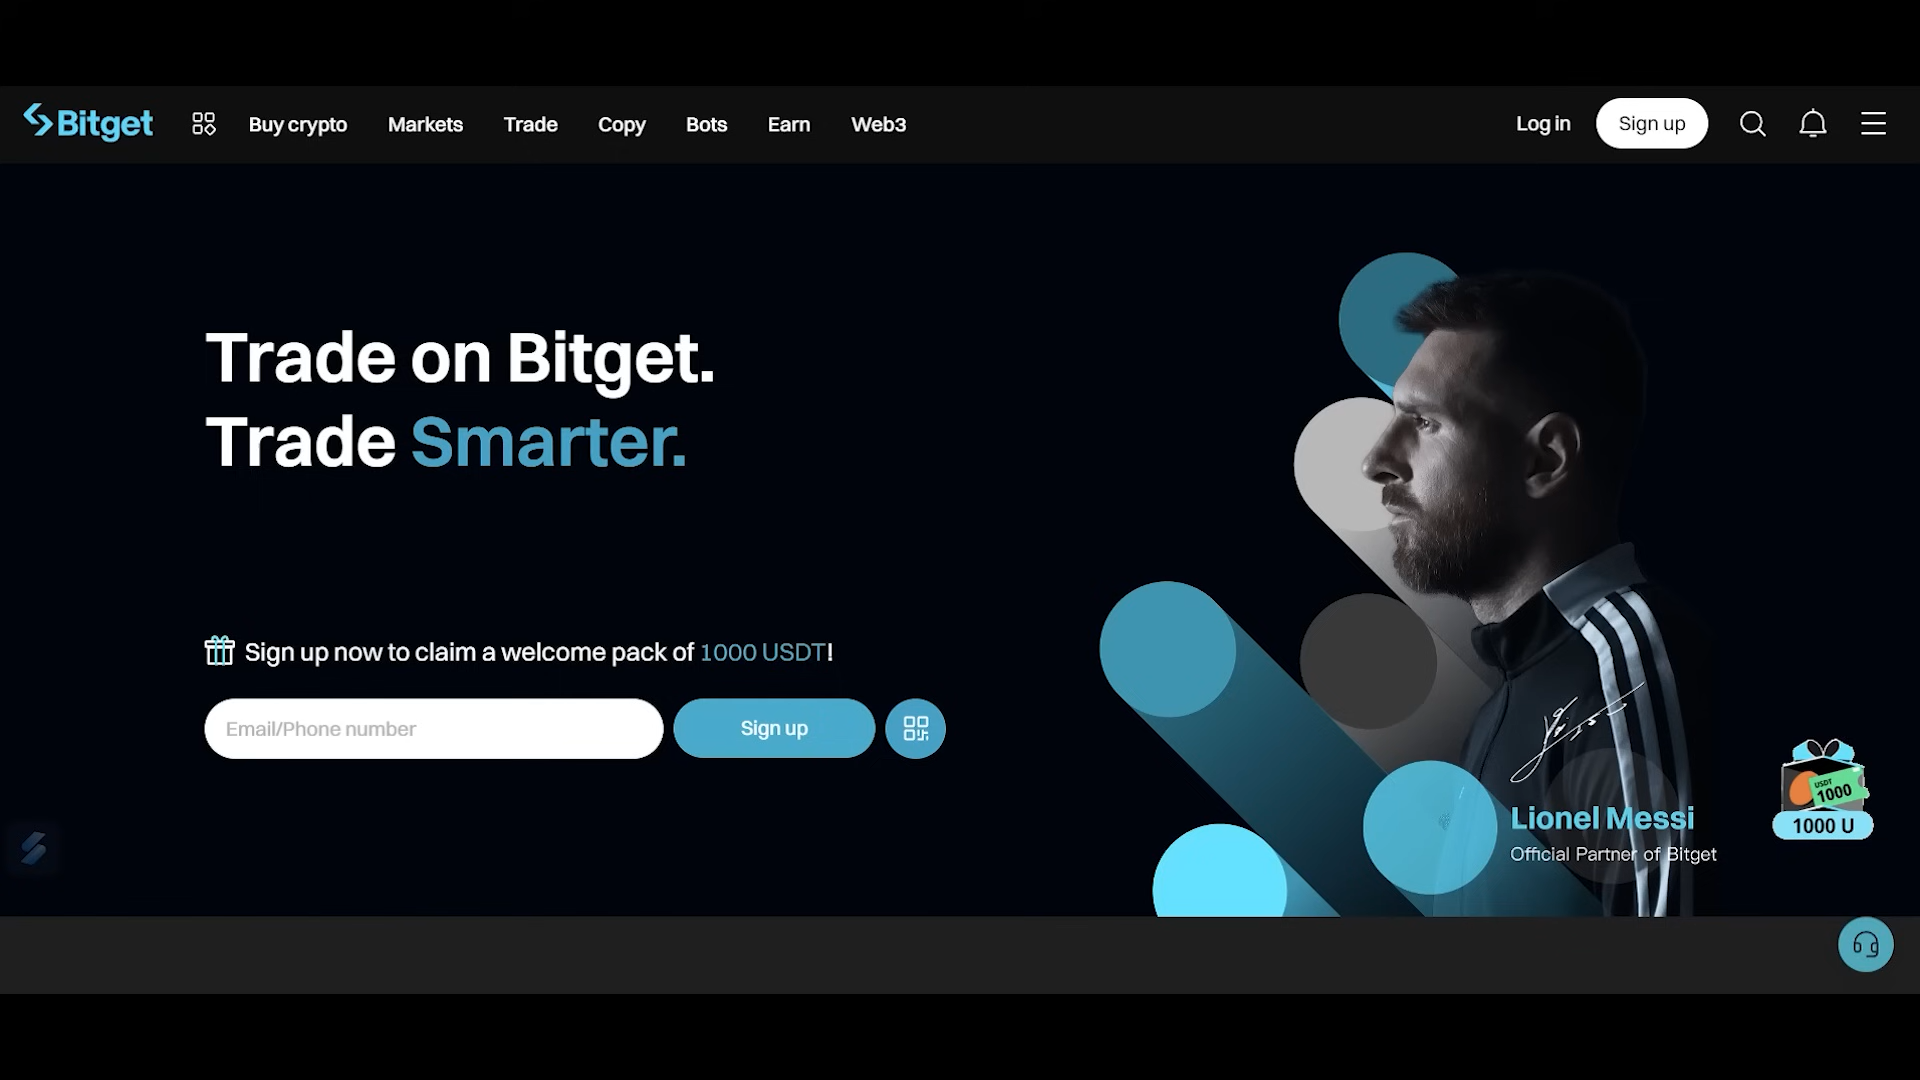 Bitget
Buy crypto
Markets
Trade
Copy
Bots
Earn
Web3
Log in
Sign up
Trade on Bitget.
Trade Smarter.
Sign up now to claim a welcome pack of 1000 USDT!
Email/Phone number
Sign up
Lionel Messi
Official Partner of Bitget
USDT
1000
1000 U